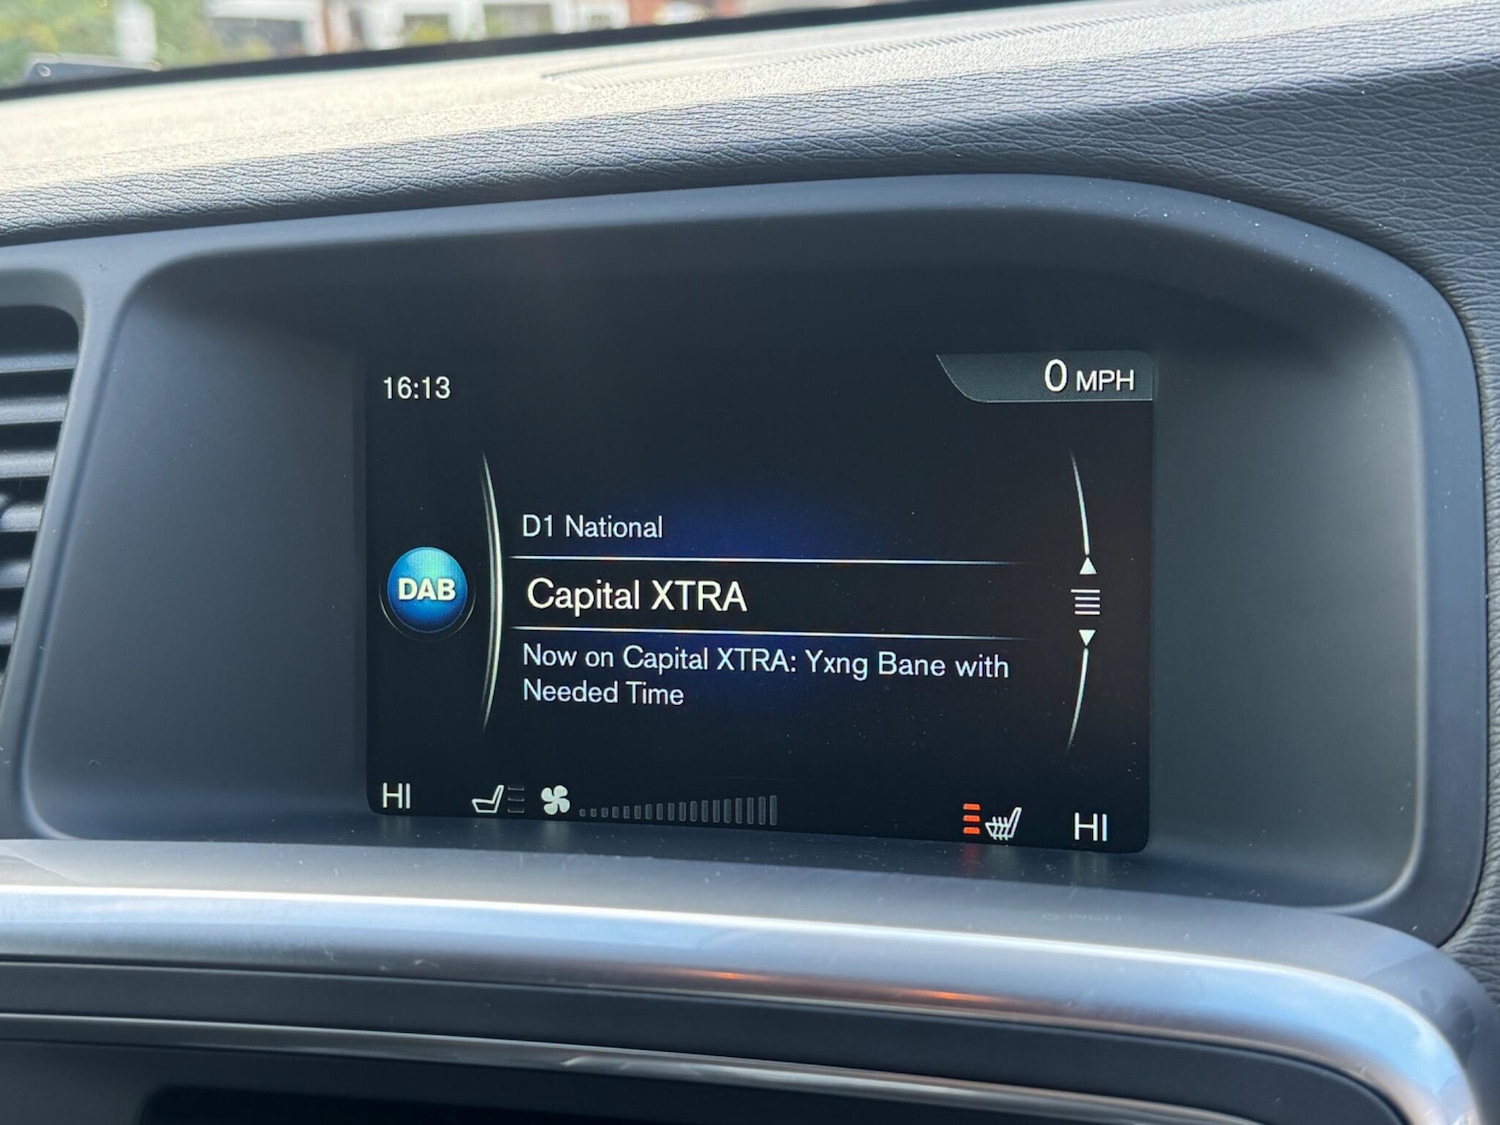 16:13
0 MPH
D1 National
DAB
Capital XTRA
Now on Capital XTRA: Yxng Bane with
Needed Time
HI
HI